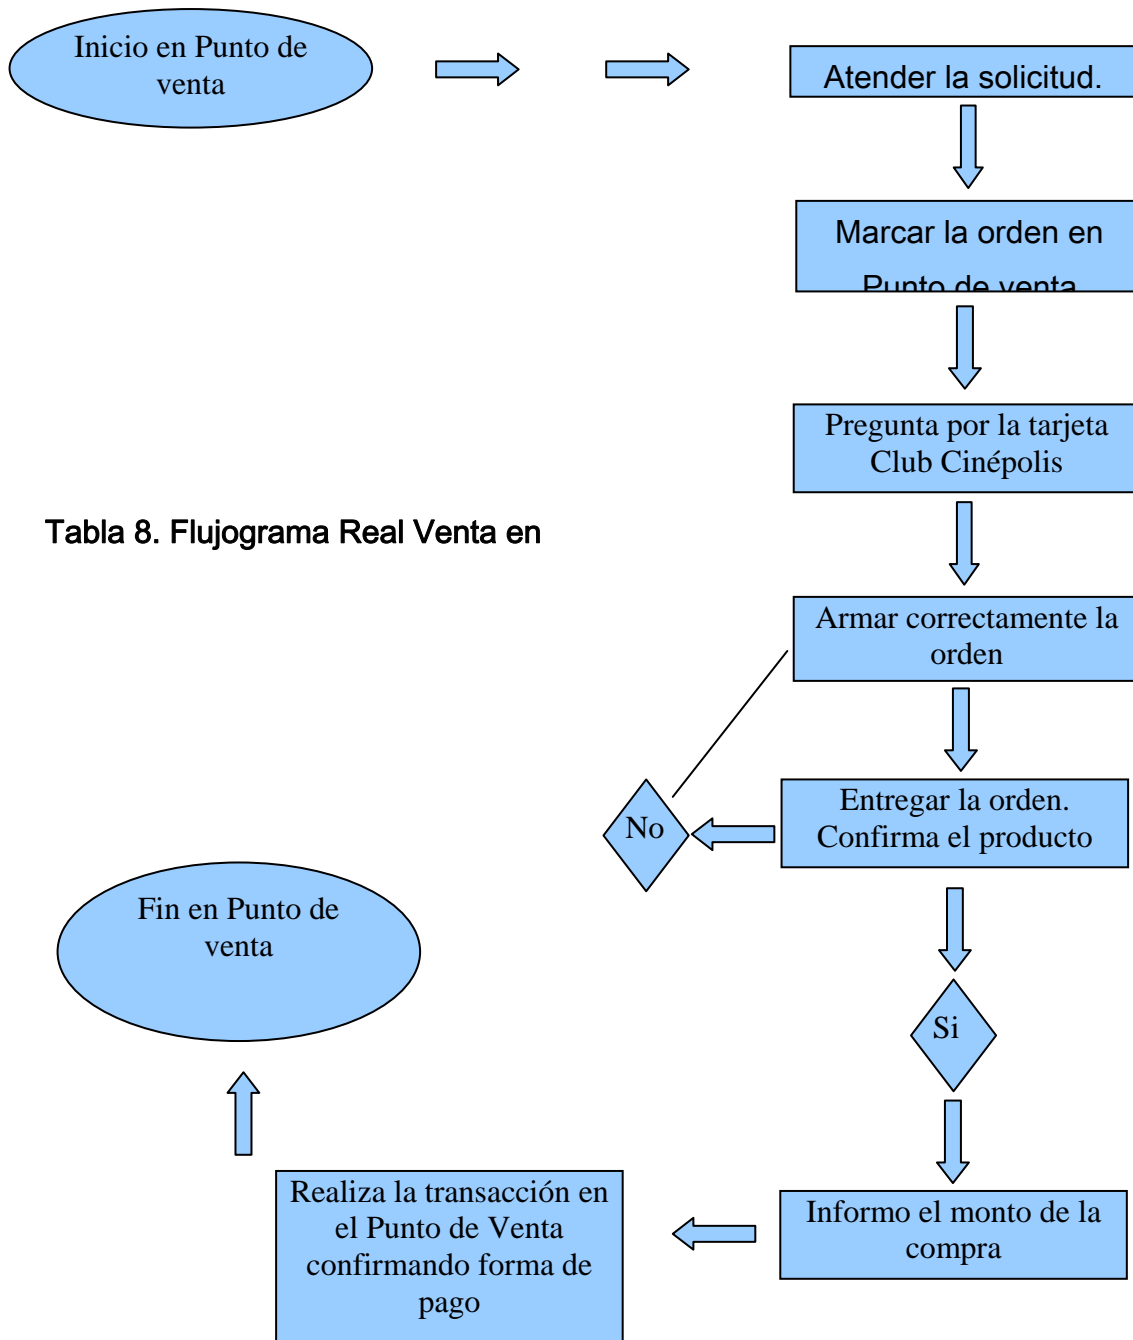 Inicio en Punto de
venta
Atender la solicitud.
Marcar la orden en
Punto de venta
Pregunta por la tarjeta
Club Cinépolis
Tabla 8. Flujograma Real Venta en
Armar correctamente la
orden
Entregar la orden.
Confirma el producto
No
Fin en Punto de
venta
Si
Informo el monto de la
compra
Realiza la transacción en
el Punto de Venta
confirmando forma de
pago